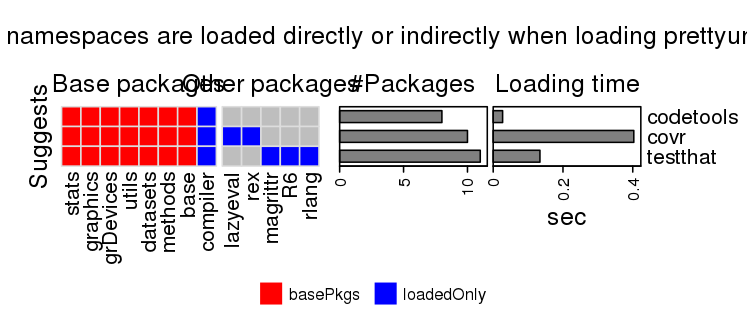 namespaces are loaded directly or indirectly when loading prettyur
Base packages Other packages #Packages Loading time
Suggests
codetools
covr
testthat
stats graphics grDevices utils datasets methods base compiler lazyeval rex magrittr R6 rlang
0 5 10 0 0.2 0.4
sec
basePkgs loadedOnly